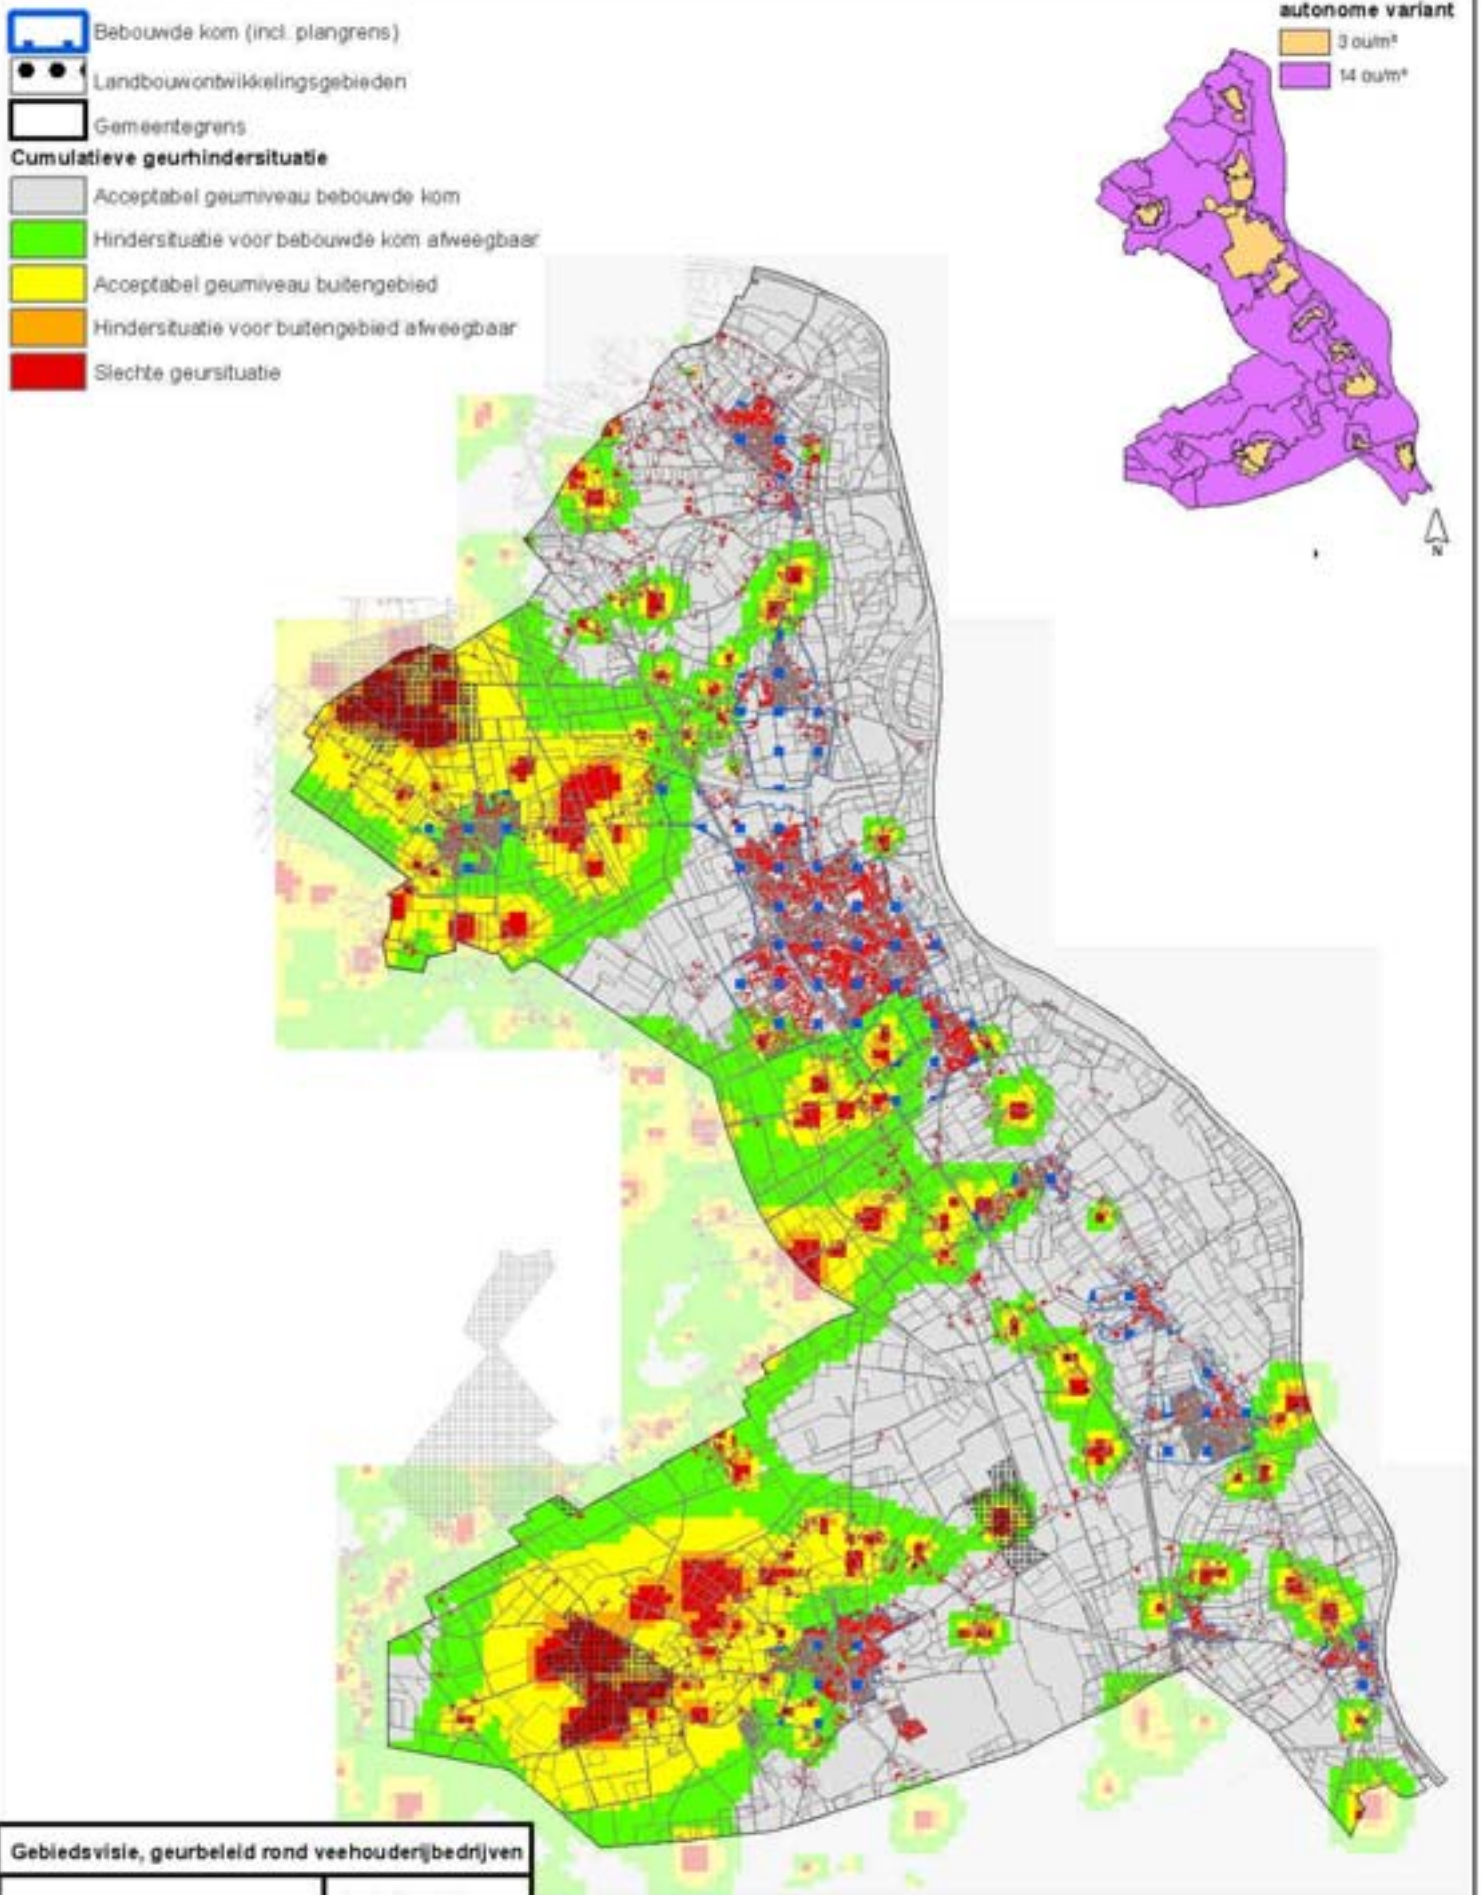 Bebouwde kom (incl. plangrens)
Landbouwontwikkelingsgebieden
Gemeentegrens
Cumulatieve geurhindersituatie
Acceptabel geurniveau bebouwde kom
Hindersituatie voor bebouwde kom afweegbaar
Acceptabel geurniveau buitengebied
Hindersituatie voor buitengebied afweegbaar
Slechte geursituatie
autonome variant
3 ou/m³
14 ou/m³
N
Gebiedsvisie, geurbeleid rond veehouderijbedrijven